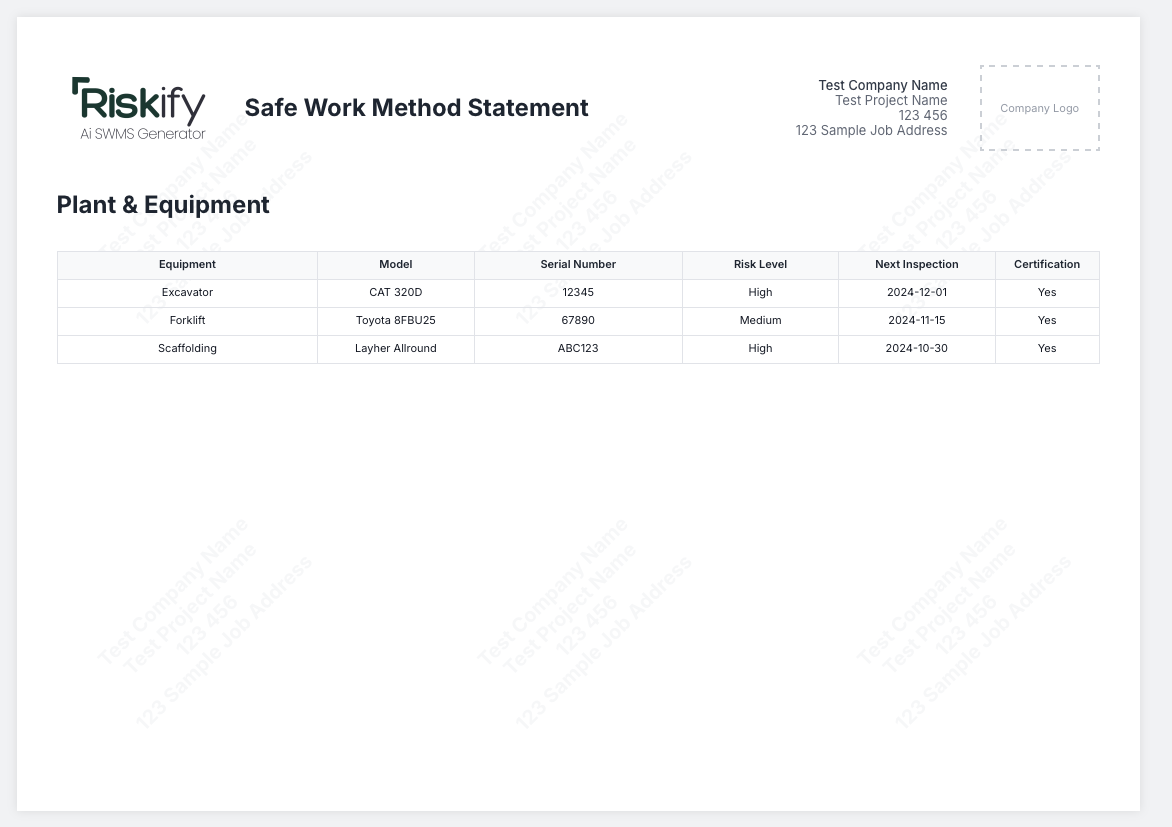 Riskify
Ai SWMS Generator
Safe Work Method Statement
Test Company Name
Test Project Name
123 456
123 Sample Job Address
Company Logo
Plant & Equipment
Equipment Model Serial Number Risk Level Next Inspection Certification
Excavator CAT 320D 12345 High 2024-12-01 Yes
Forklift Toyota 8FBU25 67890 Medium 2024-11-15 Yes
Scaffolding Layher Allround ABC123 High 2024-10-30 Yes
Test Company Name
Test Project Name
123 456
123 Sample Job Address
Test Company Name
Test Project Name
123 456
123 Sample Job Address
Test Company Name
Test Project Name
123 456
123 Sample Job Address
Test Company Name
Test Project Name
123 456
123 Sample Job Address
Test Company Name
Test Project Name
123 456
123 Sample Job Address
Test Company Name
Test Project Name
123 456
123 Sample Job Address